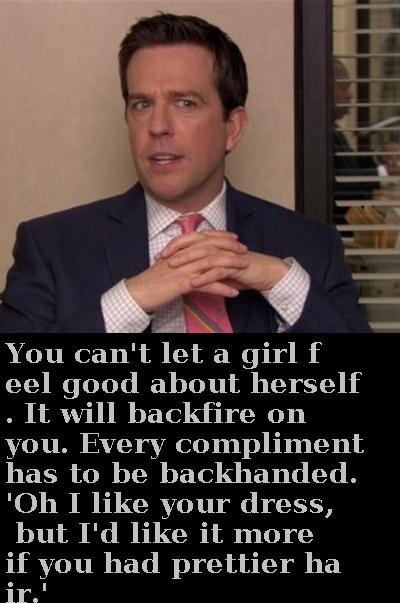 You can't let a girl f
eel good about herself
. It will backfire on
you. Every compliment
has to be backhanded.
'Oh I like your dress,
but I'd like it more
if you had prettier ha
ir.'